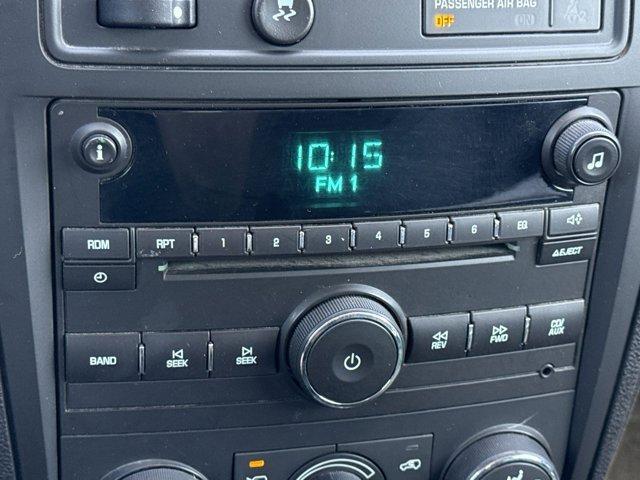 PASSENGER AIR BAG
OFF ON
2
10:15
FM 1
RDM RPT 1 2 3 4 5 6 EQ
EJECT
BAND SEEK SEEK REV FWD CD/AUX